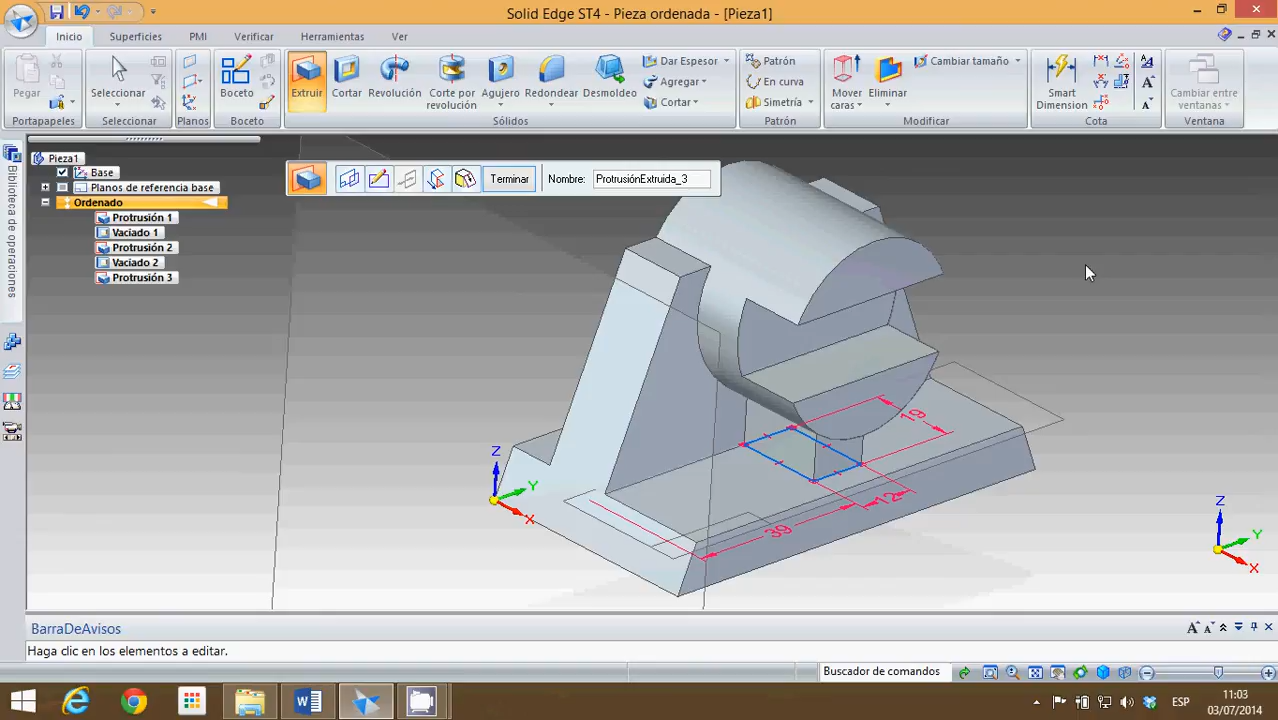 Solid Edge ST4 - Pieza ordenada - [Pieza1]
Inicio Superficies PMI Verificar Herramientas Ver
Pegar Seleccionar Boceto Extruir Cortar Revolución Corte por revolución Agujero Redondear Desmoldeo Dar Espesor Agregar Cortar Patrón En curva Simetría Mover caras Eliminar Cambiar tamaño Smart Dimension Cambiar entre ventanas
Portapapeles Seleccionar Planos Boceto Sólidos Patrón Modificar Cota Ventana
Biblioteca de operaciones
Pieza1
Base
Planos de referencia base
Ordenado
Protrusión 1
Vaciado 1
Protrusión 2
Vaciado 2
Protrusión 3
Terminar Nombre: ProtrusiónExtruida_3
19
12
39
Z
Y
X
Z
Y
X
BarraDeAvisos
Haga clic en los elementos a editar.
Buscador de comandos
ESP
11:03
03/07/2014